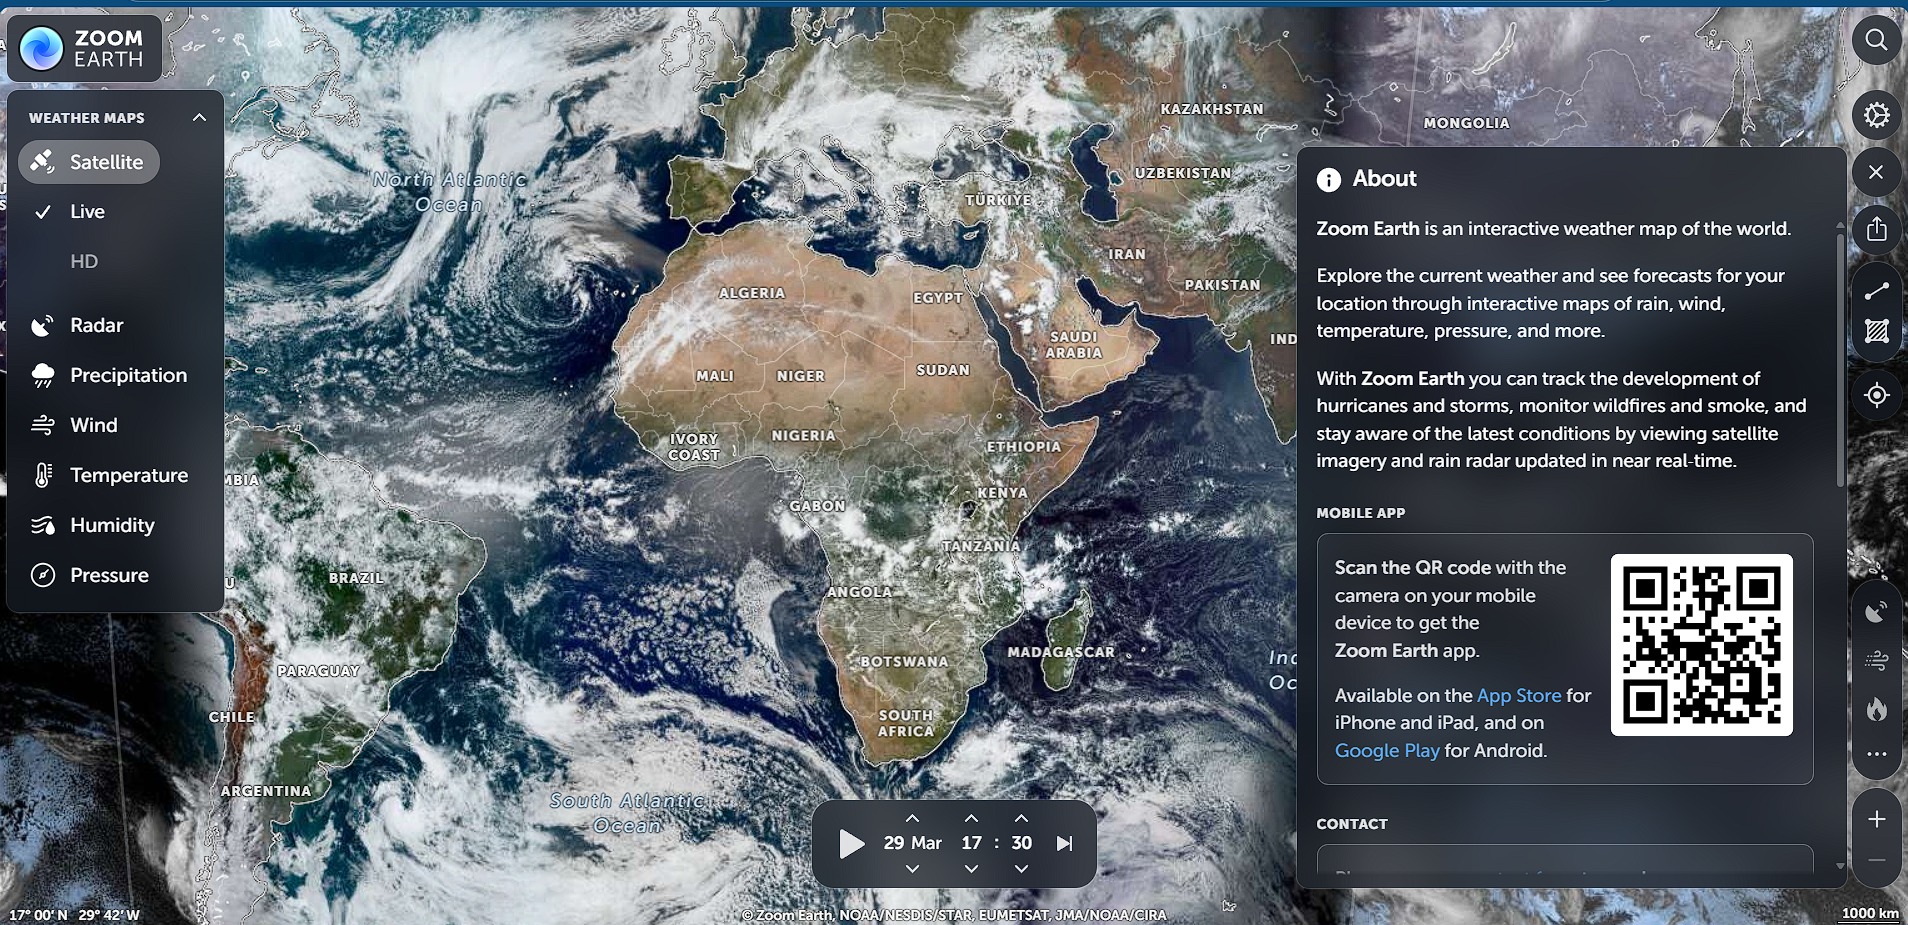 ZOOM
EARTH
WEATHER MAPS
Satellite
Live
HD
Radar
Precipitation
Wind
Temperature
Humidity
Pressure
North Atlantic
Ocean
KAZAKHSTAN
MONGOLIA
UZBEKISTAN
TÜRKIYE
IRAN
PAKISTAN
ALGERIA
EGYPT
SAUDI
ARABIA
IND
MALI
NIGER
SUDAN
IVORY
COAST
NIGERIA
ETHIOPIA
MBIA
KENYA
GABON
TANZANIA
BRAZIL
U
ANGOLA
MADAGASCAR
BOTSWANA
PARAGUAY
Ind
Oc
CHILE
SOUTH
AFRICA
ARGENTINA
South Atlantic
Ocean
29 Mar 17 : 30
About
Zoom Earth is an interactive weather map of the world.
Explore the current weather and see forecasts for your
location through interactive maps of rain, wind,
temperature, pressure, and more.
With Zoom Earth you can track the development of
hurricanes and storms, monitor wildfires and smoke, and
stay aware of the latest conditions by viewing satellite
imagery and rain radar updated in near real-time.
MOBILE APP
Scan the QR code with the
camera on your mobile
device to get the
Zoom Earth app.
Available on the App Store for
iPhone and iPad, and on
Google Play for Android.
CONTACT
17° 00' N 29° 42' W
© Zoom Earth, NOAA/NESDIS/STAR, EUMETSAT, JMA/NOAA/CIRA
1000 km